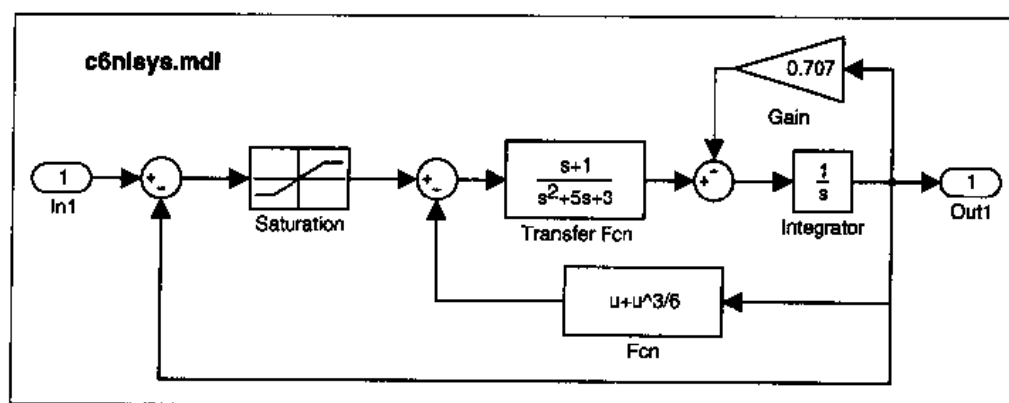 c6nlsys.mdl
0.707
Gain
1
In1
+
-
Saturation
+
-
s+1
s²+5s+3
Transfer Fcn
+
-
1
s
Integrator
1
Out1
u+u^3/6
Fcn